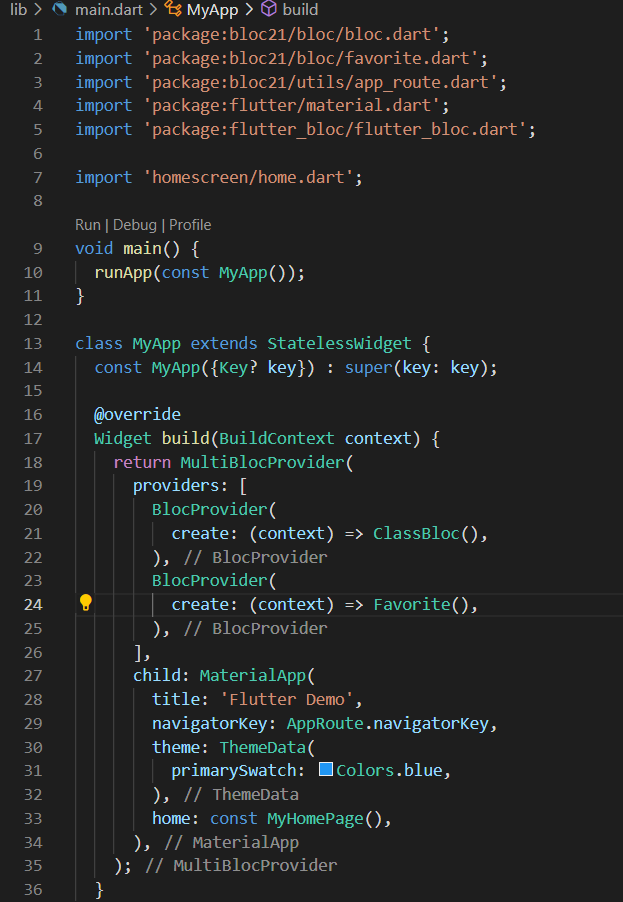 lib > main.dart > MyApp > build
1 import 'package:bloc21/bloc/bloc.dart';
2 import 'package:bloc21/bloc/favorite.dart';
3 import 'package:bloc21/utils/app_route.dart';
4 import 'package:flutter/material.dart';
5 import 'package:flutter_bloc/flutter_bloc.dart';
6
7 import 'homescreen/home.dart';
8
Run | Debug | Profile
9 void main() {
10   runApp(const MyApp());
11 }
12
13 class MyApp extends StatelessWidget {
14   const MyApp({Key? key}) : super(key: key);
15
16   @override
17   Widget build(BuildContext context) {
18     return MultiBlocProvider(
19       providers: [
20         BlocProvider(
21           create: (context) => ClassBloc(),
22         ), // BlocProvider
23         BlocProvider(
24           create: (context) => Favorite(),
25         ), // BlocProvider
26       ],
27       child: MaterialApp(
28         title: 'Flutter Demo',
29         navigatorKey: AppRoute.navigatorKey,
30         theme: ThemeData(
31           primarySwatch: Colors.blue,
32         ), // ThemeData
33         home: const MyHomePage(),
34       ), // MaterialApp
35     ); // MultiBlocProvider
36   }